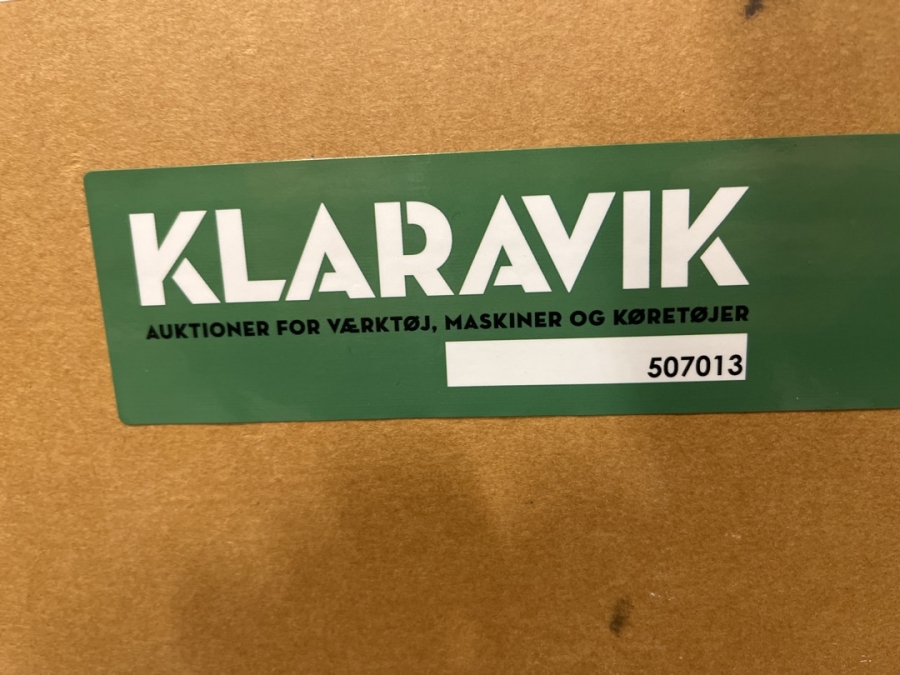 KLARAVIK
AUKTIONER FOR VÆRKTØJ, MASKINER OG KØRETØJER
507013